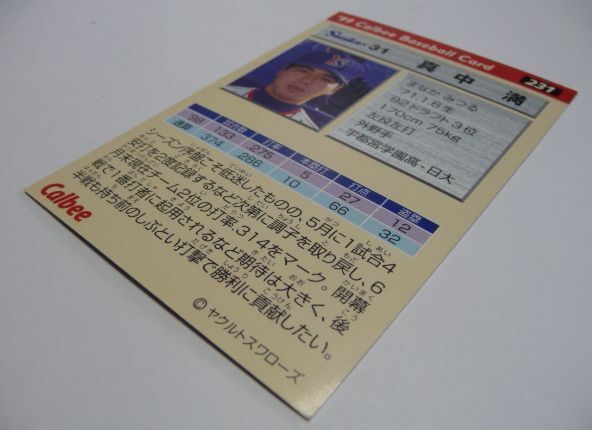 '99 Calbee Baseball Card
231
Swallows 31 真中 満
まなか みつる
'71.1.6生
'92ドラフト3位
170cm 75kg
左投左打
外野手
宇都宮学園高-日大
試合数 打率 本塁打 打点 盗塁
'98 133 .275 5 27 12
通算 374 .286 10 66 32
シーズン序盤こそ低迷したものの、5月に1試合4
安打を2度記録するなど次第に調子を取り戻し、6
月末現在チーム2位の打率.314をマーク。開幕
戦で1番打者に起用されるなど期待は大きく、後
半戦も持ち前のしぶとい打撃で勝利に貢献したい。
Calbee
©ヤクルトスワローズ